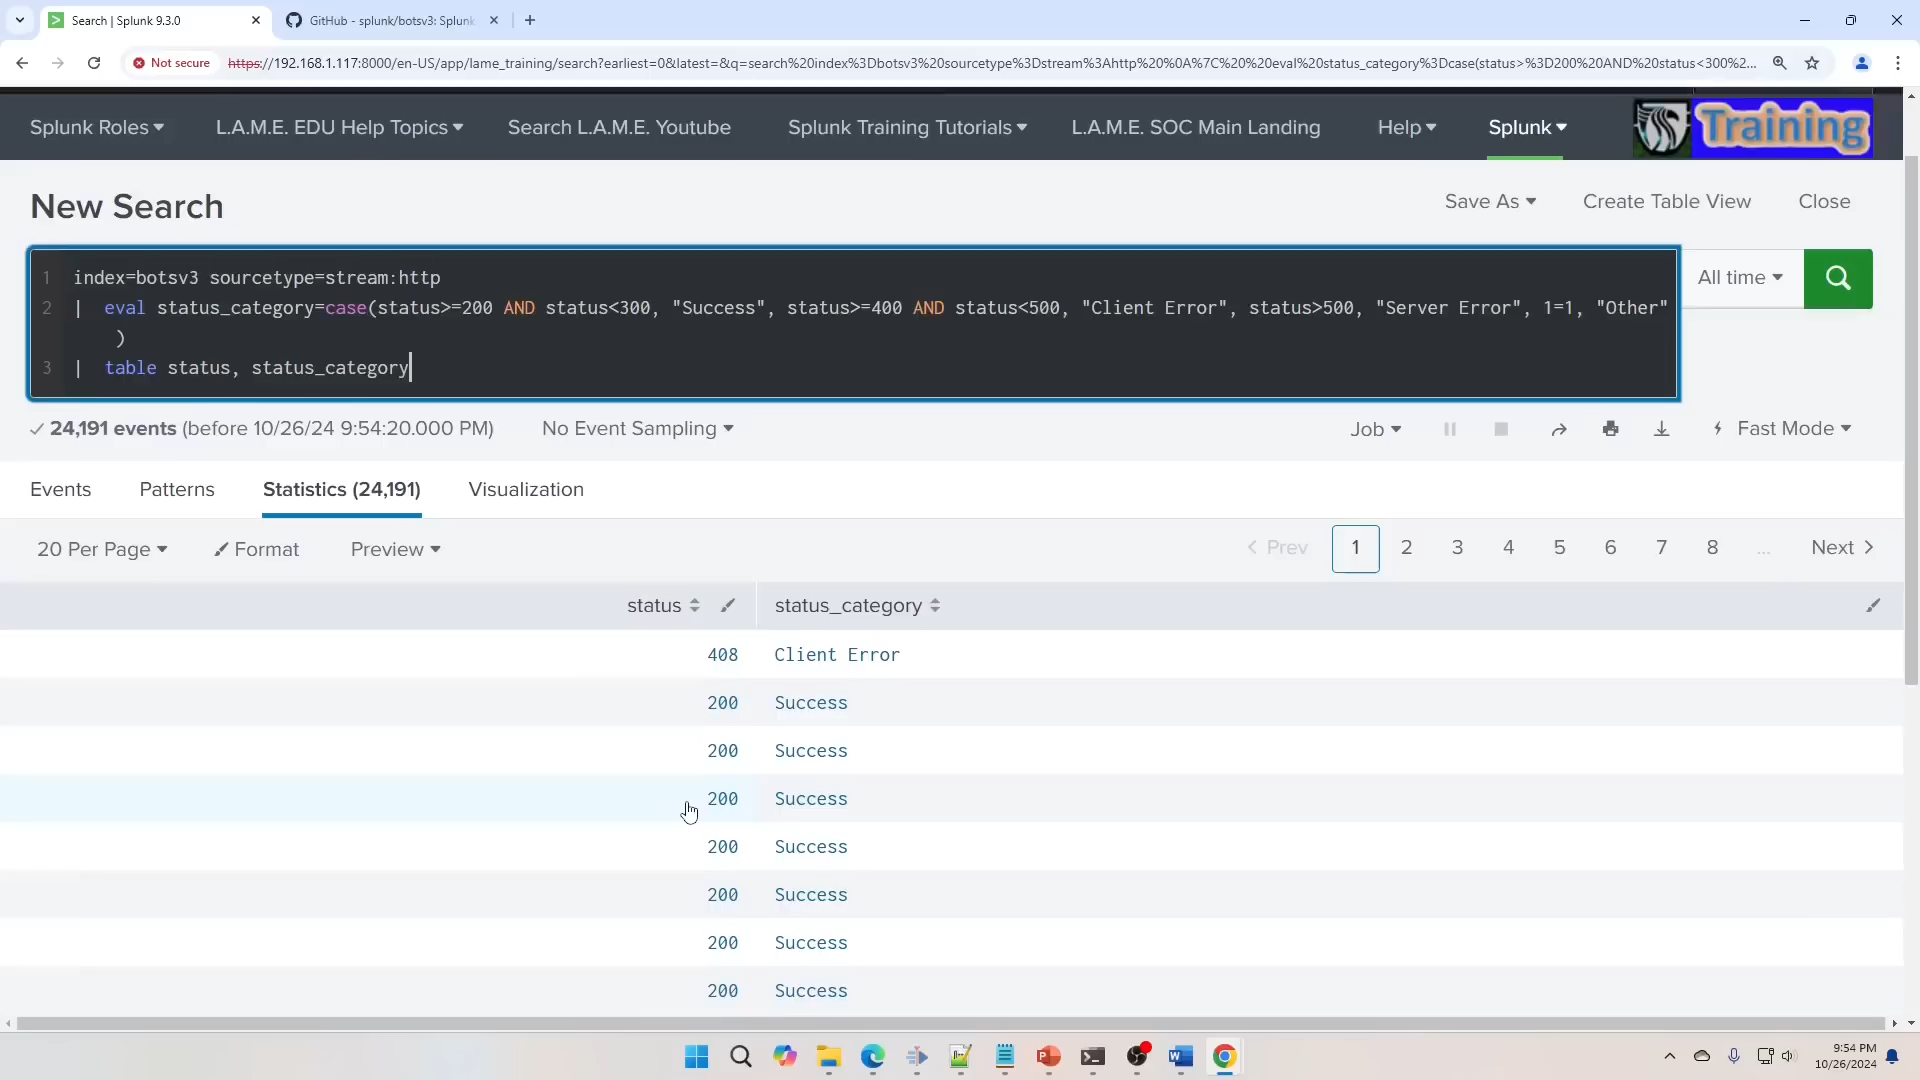 Search | Splunk 9.3.0
GitHub - splunk/botsv3: Splunk
Not secure
https://192.168.1.117:8000/en-US/app/lame_training/search?earliest=0&latest=&q=search%20index%3Dbotsv3%20sourcetype%3Dstream%3Ahttp%20%0A%7C%20%20eval%20status_category%3Dcase(status>%3D200%20AND%20status<300%2...
Splunk Roles
L.A.M.E. EDU Help Topics
Search L.A.M.E. Youtube
Splunk Training Tutorials
L.A.M.E. SOC Main Landing
Help
Splunk
Training
New Search
Save As
Create Table View
Close
1 index=botsv3 sourcetype=stream:http
2 | eval status_category=case(status>=200 AND status<300, "Success", status>=400 AND status<500, "Client Error", status>500, "Server Error", 1=1, "Other"
)
3 | table status, status_category
All time
24,191 events (before 10/26/24 9:54:20.000 PM)
No Event Sampling
Job
Fast Mode
Events
Patterns
Statistics (24,191)
Visualization
20 Per Page
Format
Preview
Prev
1
2
3
4
5
6
7
8
...
Next
status
status_category
408 Client Error
200 Success
200 Success
200 Success
200 Success
200 Success
200 Success
200 Success
9:54 PM
10/26/2024